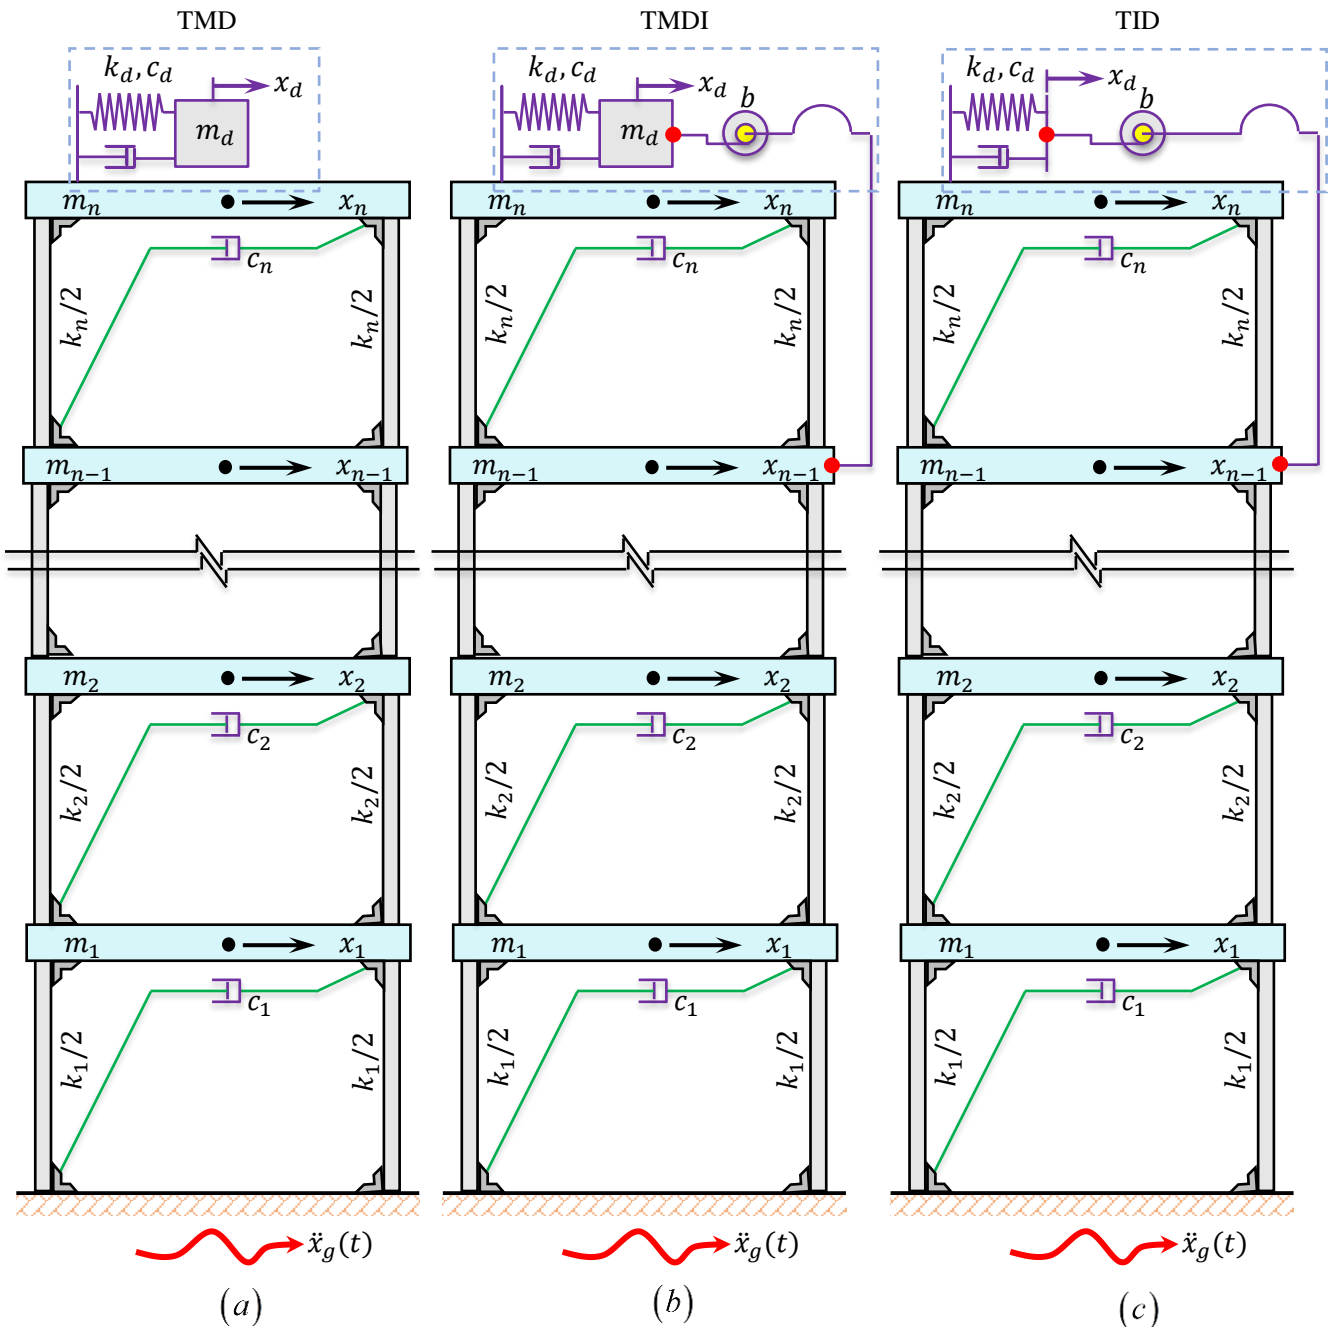 TMD TMDI TID
k_d, c_d x_d k_d, c_d x_d b k_d, c_d x_d b
m_d m_d
m_n x_n m_n x_n m_n x_n
c_n c_n c_n
k_n/2 k_n/2 k_n/2 k_n/2 k_n/2 k_n/2
m_{n−1} x_{n−1} m_{n−1} x_{n−1} m_{n−1} x_{n−1}
m_2 x_2 m_2 x_2 m_2 x_2
c_2 c_2 c_2
k_2/2 k_2/2 k_2/2 k_2/2 k_2/2 k_2/2
m_1 x_1 m_1 x_1 m_1 x_1
c_1 c_1 c_1
k_1/2 k_1/2 k_1/2 k_1/2 k_1/2 k_1/2
ẍ_g(t) ẍ_g(t) ẍ_g(t)
(a) (b) (c)